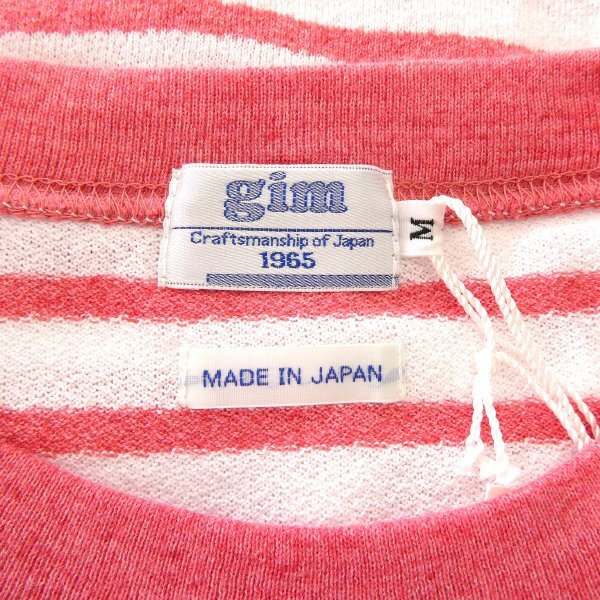 gim
Craftsmanship of Japan
1965
M
MADE IN JAPAN